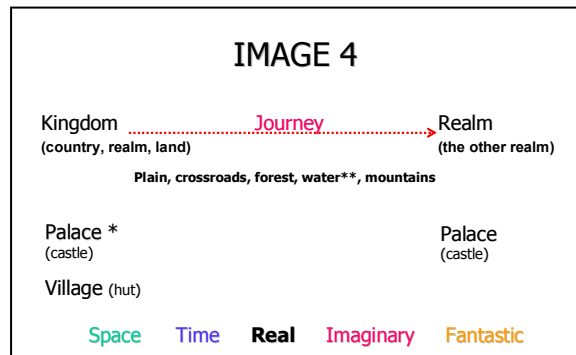 IMAGE 4
Kingdom Journey Realm
(country, realm, land) (the other realm)
Plain, crossroads, forest, water**, mountains
Palace * Palace
(castle) (castle)
Village (hut)
Space Time Real Imaginary Fantastic